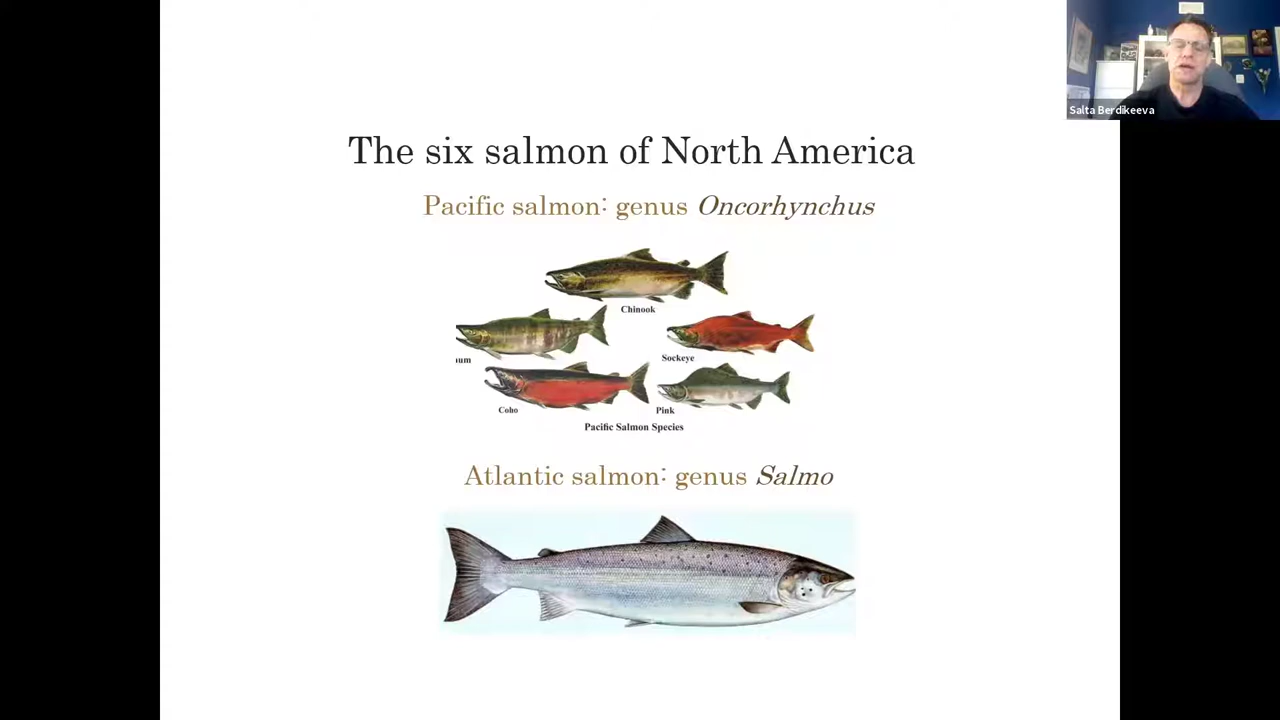 Salta Berdikeeva
The six salmon of North America
Pacific salmon: genus Oncorhynchus
Chinook
um
Sockeye
Coho
Pink
Pacific Salmon Species
Atlantic salmon: genus Salmo